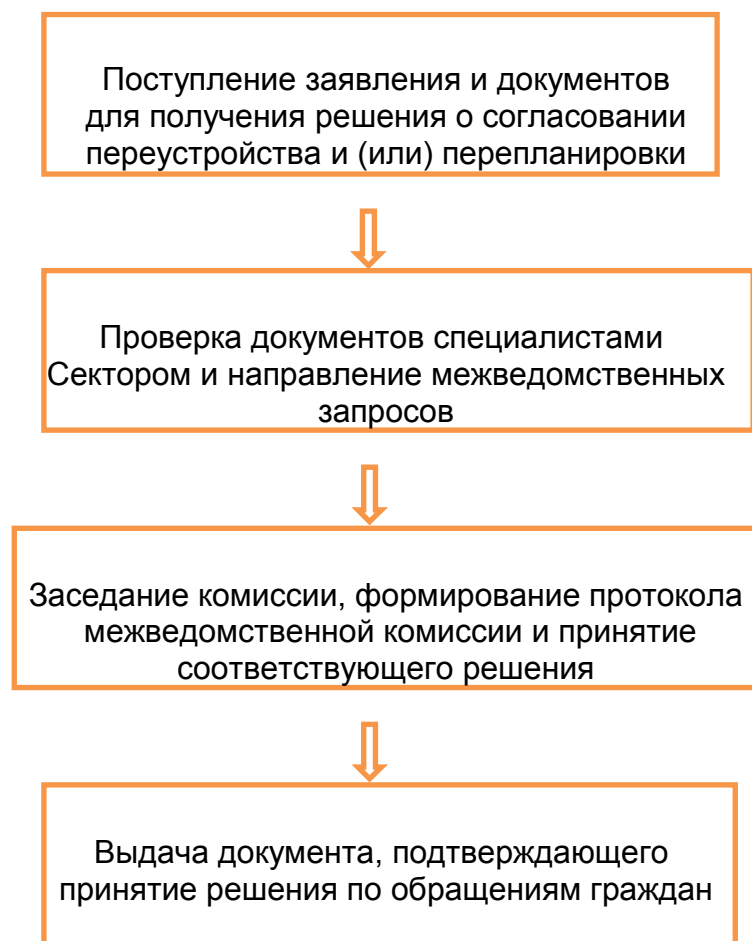 Поступление заявления и документов
для получения решения о согласовании
переустройства и (или) перепланировки
Проверка документов специалистами
Сектором и направление межведомственных
запросов
Заседание комиссии, формирование протокола
межведомственной комиссии и принятие
соответствующего решения
Выдача документа, подтверждающего
принятие решения по обращениям граждан